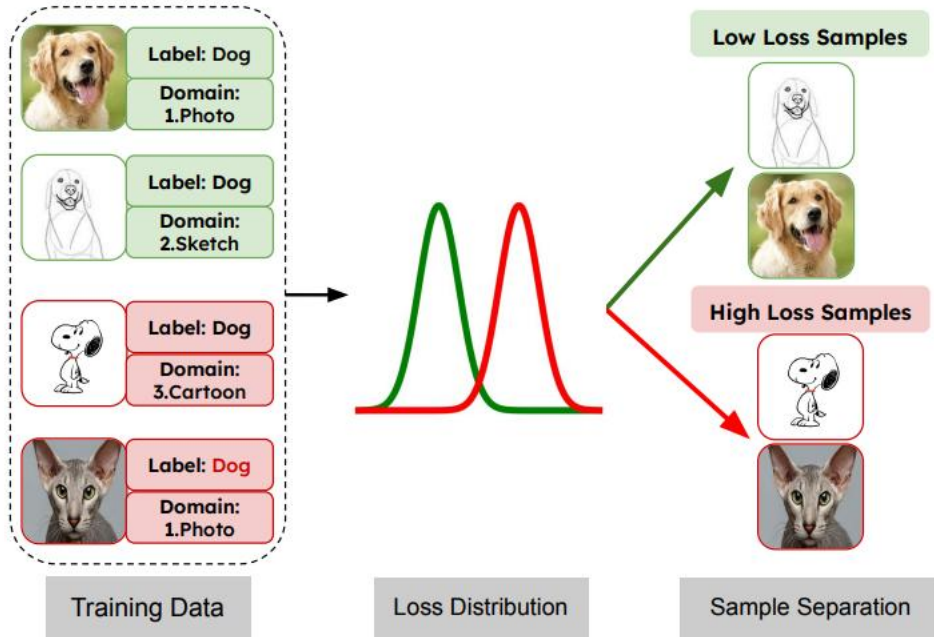 Label: Dog
Domain:
1.Photo
Label: Dog
Domain:
2.Sketch
Label: Dog
Domain:
3.Cartoon
Label: Dog
Domain:
1.Photo
Training Data
Loss Distribution
Low Loss Samples
High Loss Samples
Sample Separation